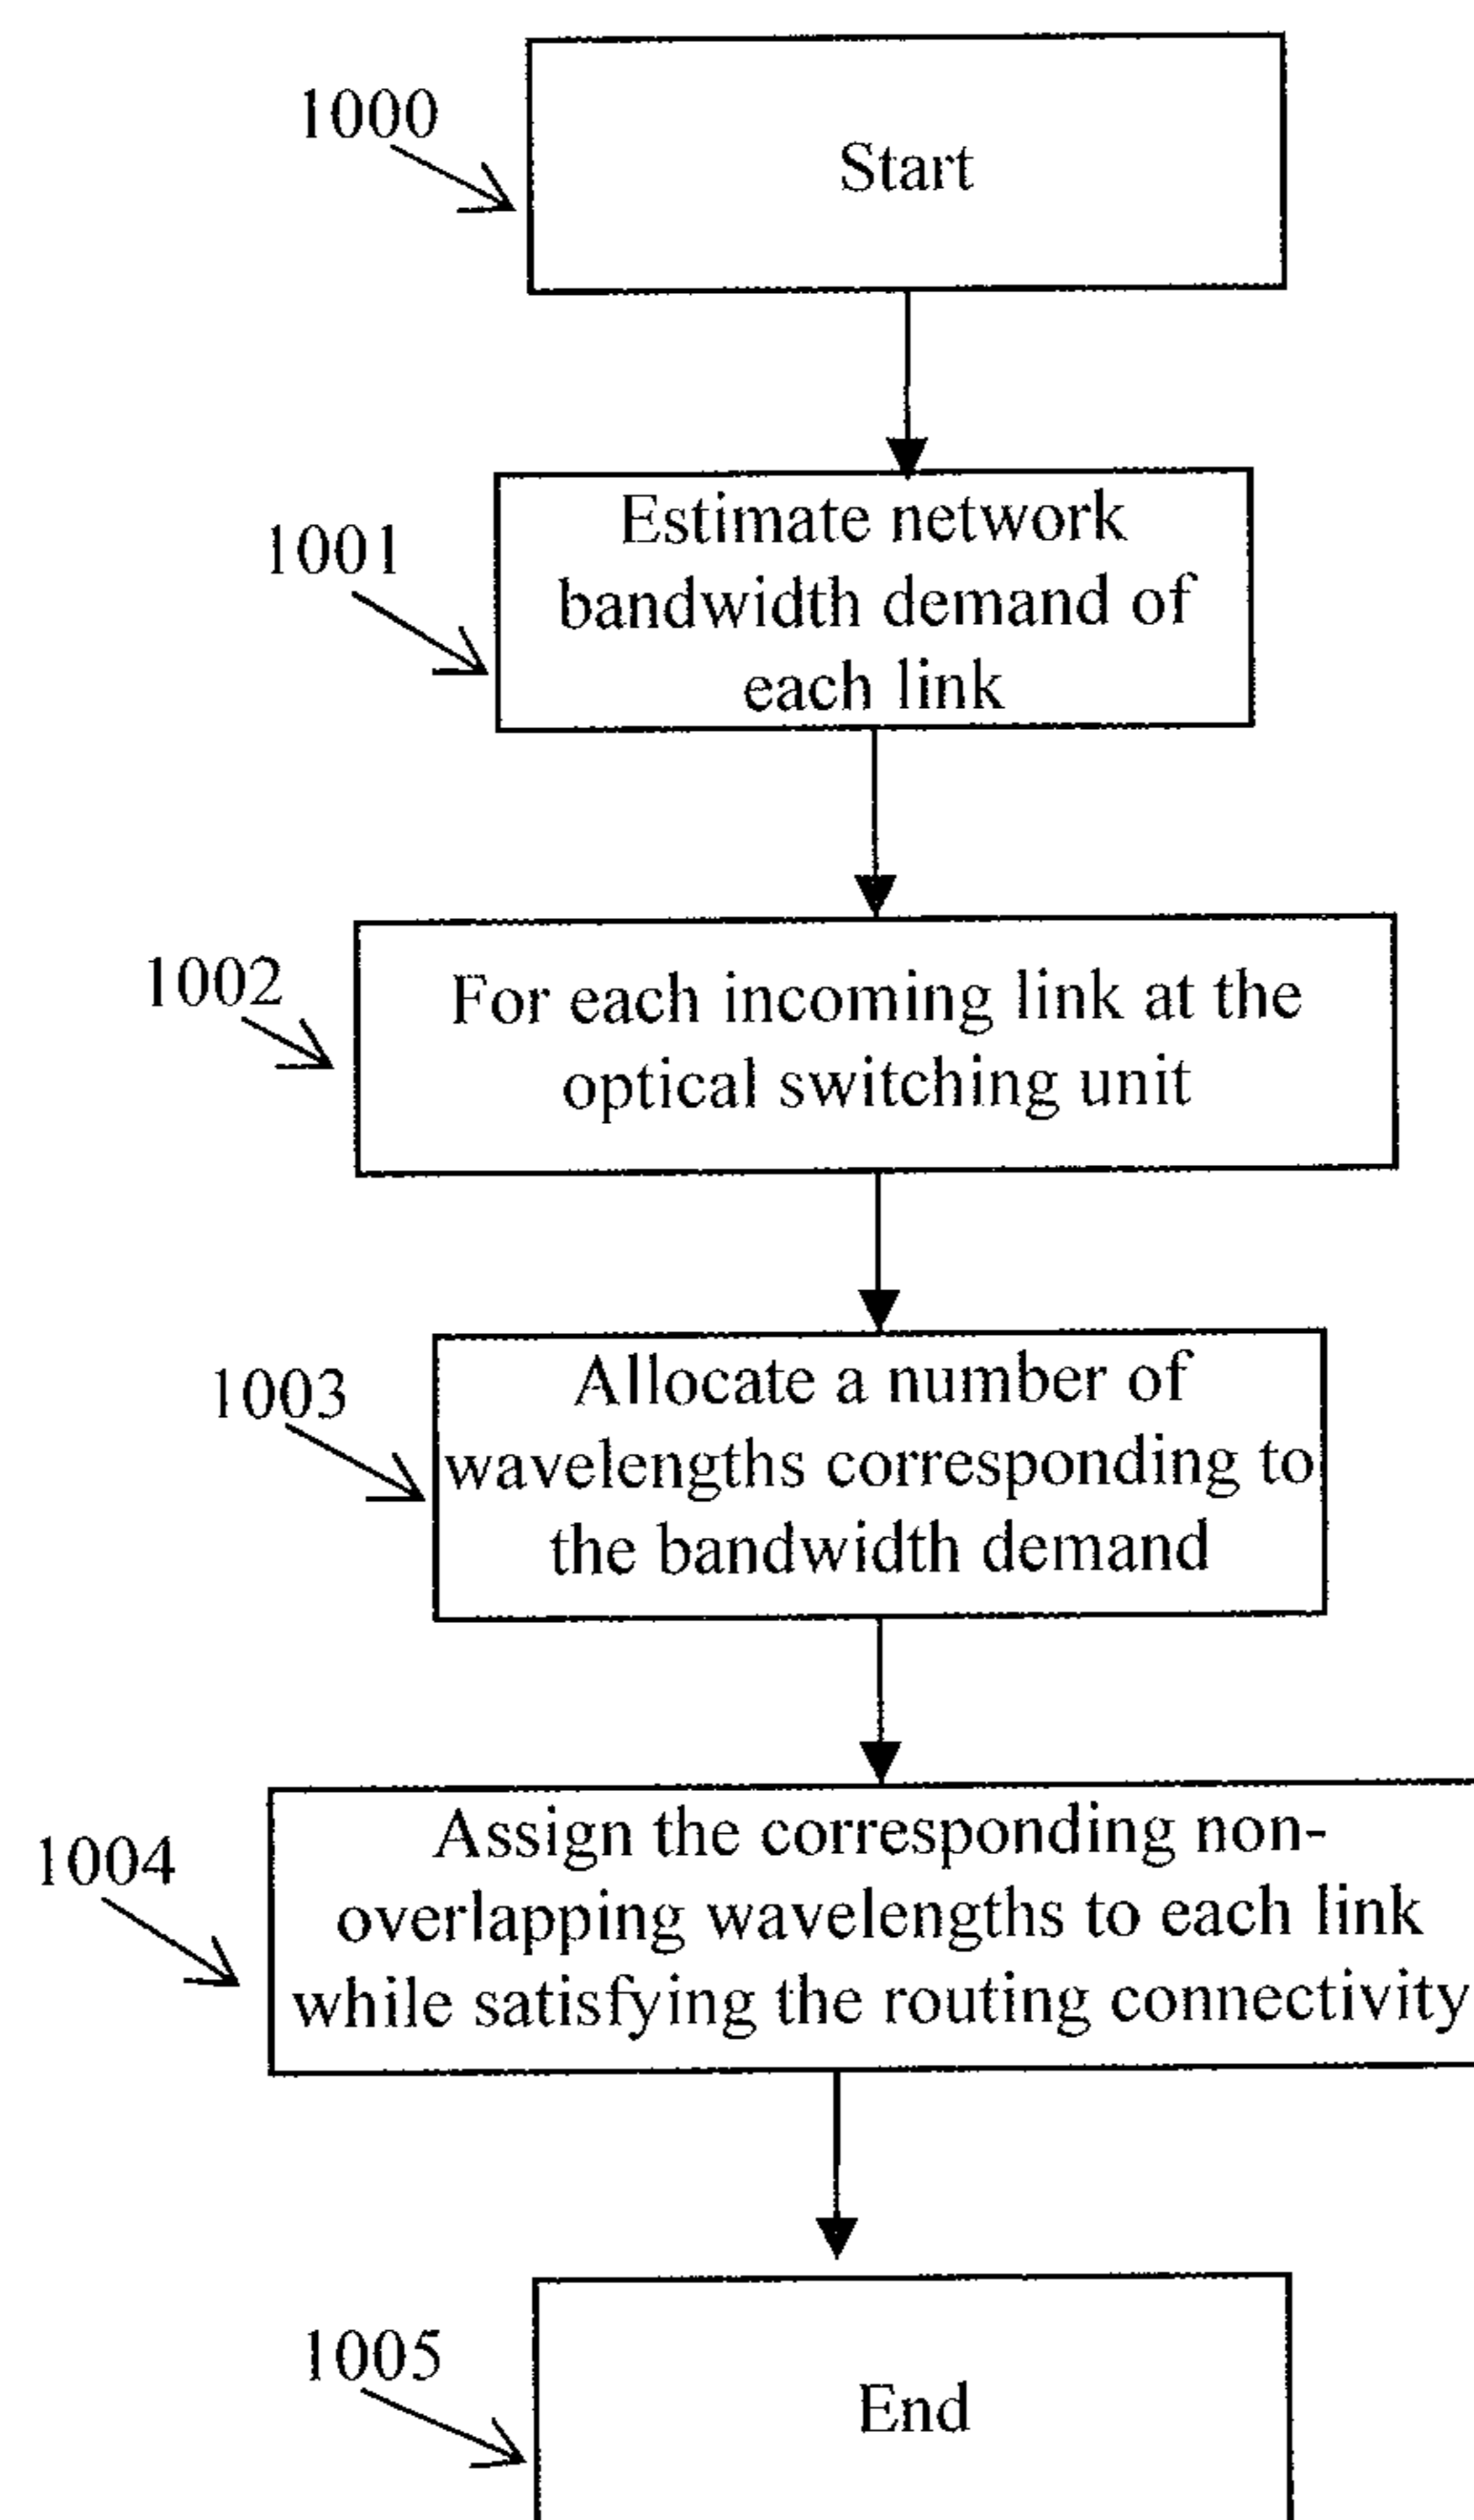 1000
Start
1001
Estimate network
bandwidth demand of
each link
1002
For each incoming link at the
optical switching unit
1003
Allocate a number of
wavelengths corresponding to
the bandwidth demand
1004
Assign the corresponding non-
overlapping wavelengths to each link
while satisfying the routing connectivity
1005
End